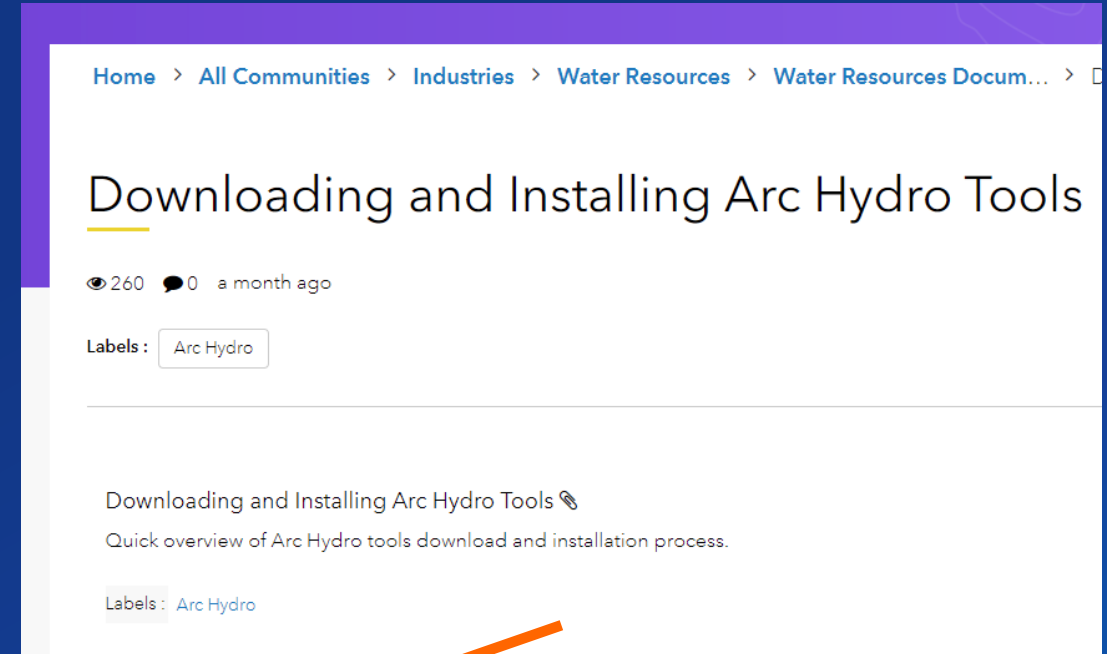 Home > All Communities > Industries > Water Resources > Water Resources Docum... >
Downloading and Installing Arc Hydro Tools
260 0 a month ago
Labels : Arc Hydro
Downloading and Installing Arc Hydro Tools
Quick overview of Arc Hydro tools download and installation process.
Labels : Arc Hydro